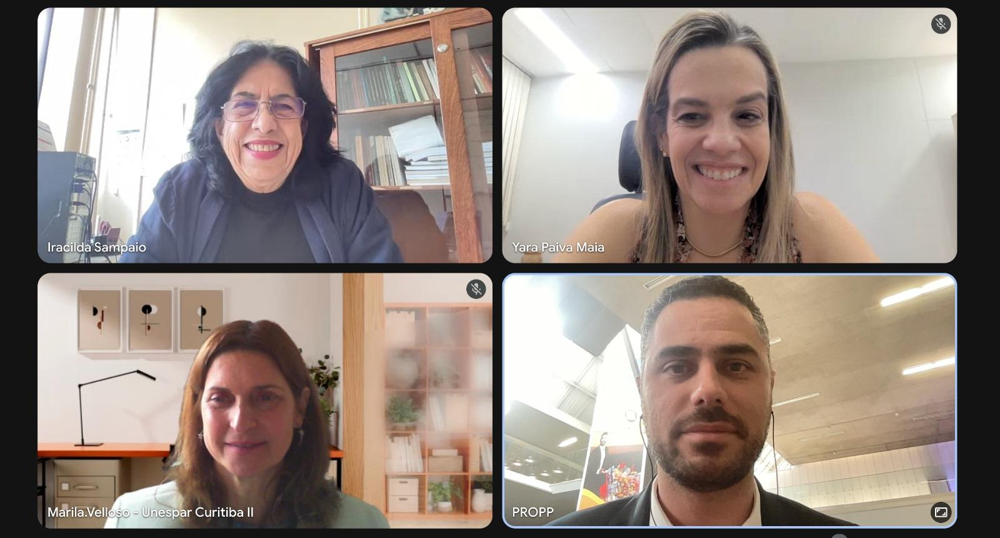 Iracilda Sampaio
Yara Paiva Maia
Marila.Velloso - Unespar Curitiba II
PROPP